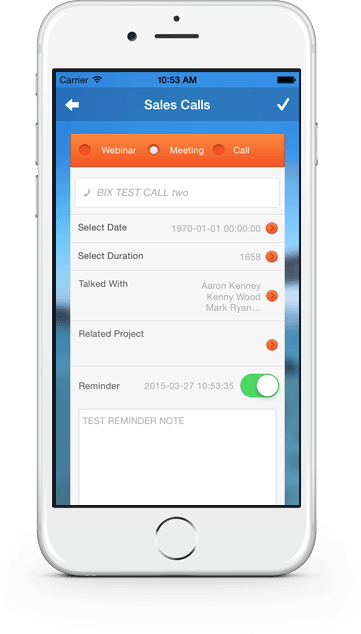 Carrier 10:53 AM
Sales Calls
Webinar Meeting Call
BIX TEST CALL two
Select Date 1970-01-01 00:00:00
Select Duration 1658
Talked With Aaron Kenney
Kenny Wood
Mark Ryan...
Related Project
Reminder 2015-03-27 10:53:35
TEST REMINDER NOTE